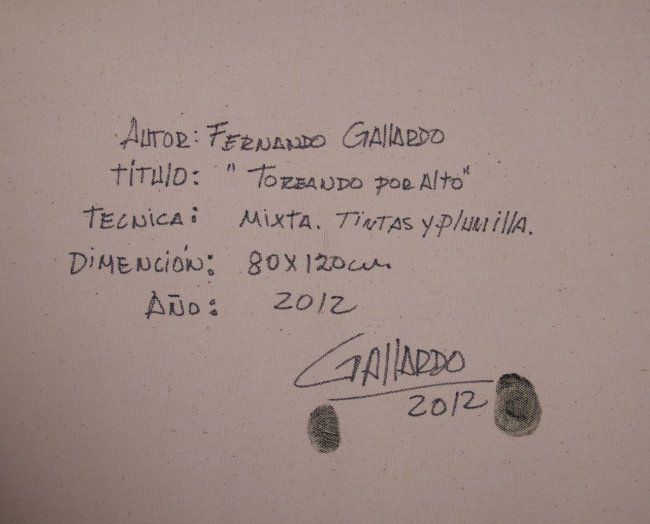 AUTOR: FERNANDO GALLARDO
TÍTULO: "TOREANDO POR ALTO"
TECNICA: MIXTA. TINTAS Y PLUMILLA.
DIMENCIÓN: 80X120cm
AÑO: 2012
GALLARDO
2012